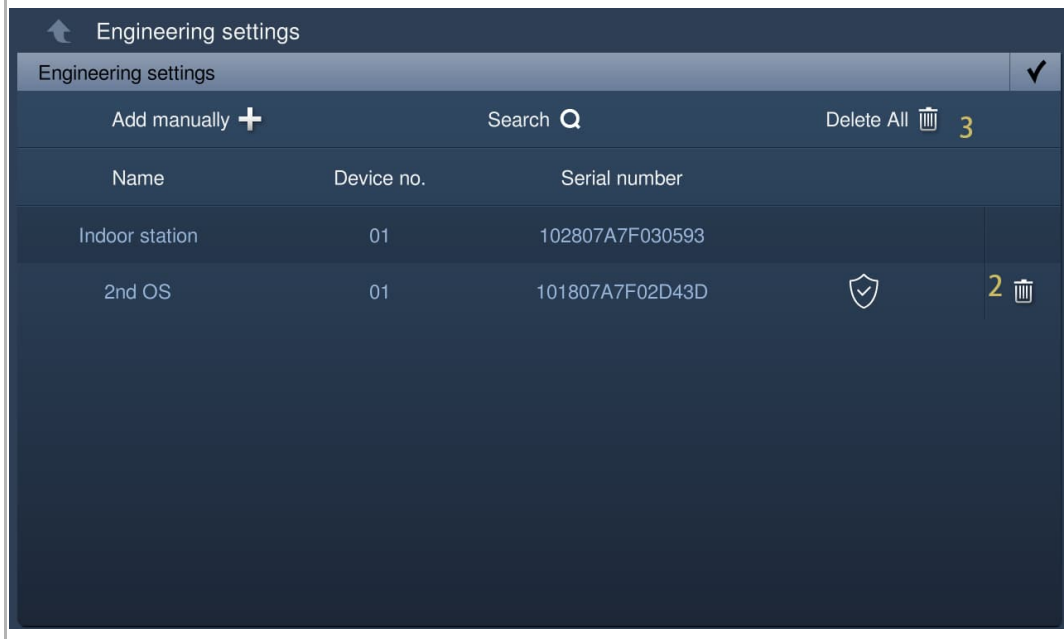 Engineering settings
Engineering settings
Add manually Search Delete All 3
Name Device no. Serial number
Indoor station 01 102807A7F030593
2nd OS 01 101807A7F02D43D 2